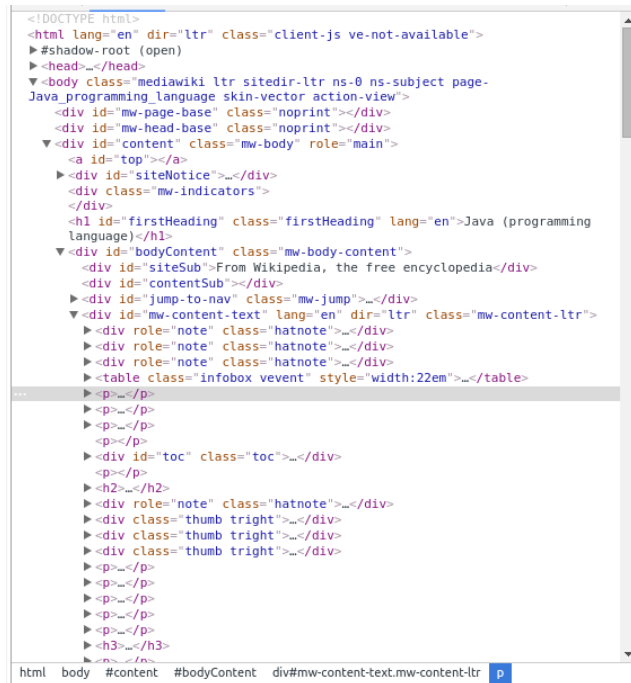 <!DOCTYPE html>
<html lang="en" dir="ltr" class="client-js ve-not-available">
▶#shadow-root (open)
▶<head>…</head>
▼<body class="mediawiki ltr sitedir-ltr ns-0 ns-subject page-
Java_programming_language skin-vector action-view">
<div id="mw-page-base" class="noprint"></div>
<div id="mw-head-base" class="noprint"></div>
▼<div id="content" class="mw-body" role="main">
<a id="top"></a>
▶<div id="siteNotice">…</div>
<div class="mw-indicators">
</div>
<h1 id="firstHeading" class="firstHeading" lang="en">Java (programming
language)</h1>
▼<div id="bodyContent" class="mw-body-content">
<div id="siteSub">From Wikipedia, the free encyclopedia</div>
<div id="contentSub"></div>
▶<div id="jump-to-nav" class="mw-jump">…</div>
▼<div id="mw-content-text" lang="en" dir="ltr" class="mw-content-ltr">
▶<div role="note" class="hatnote">…</div>
▶<div role="note" class="hatnote">…</div>
▶<div role="note" class="hatnote">…</div>
▶<table class="infobox vevent" style="width:22em">…</table>
… ▶<p>…</p>
▶<p>…</p>
▶<p>…</p>
<p></p>
▶<div id="toc" class="toc">…</div>
<p></p>
▶<h2>…</h2>
▶<div role="note" class="hatnote">…</div>
▶<div class="thumb tright">…</div>
▶<div class="thumb tright">…</div>
▶<div class="thumb tright">…</div>
▶<p>…</p>
▶<p>…</p>
▶<p>…</p>
▶<p>…</p>
▶<p>…</p>
▶<h3>…</h3>
▶<p>…</p>
html body #content #bodyContent div#mw-content-text.mw-content-ltr p